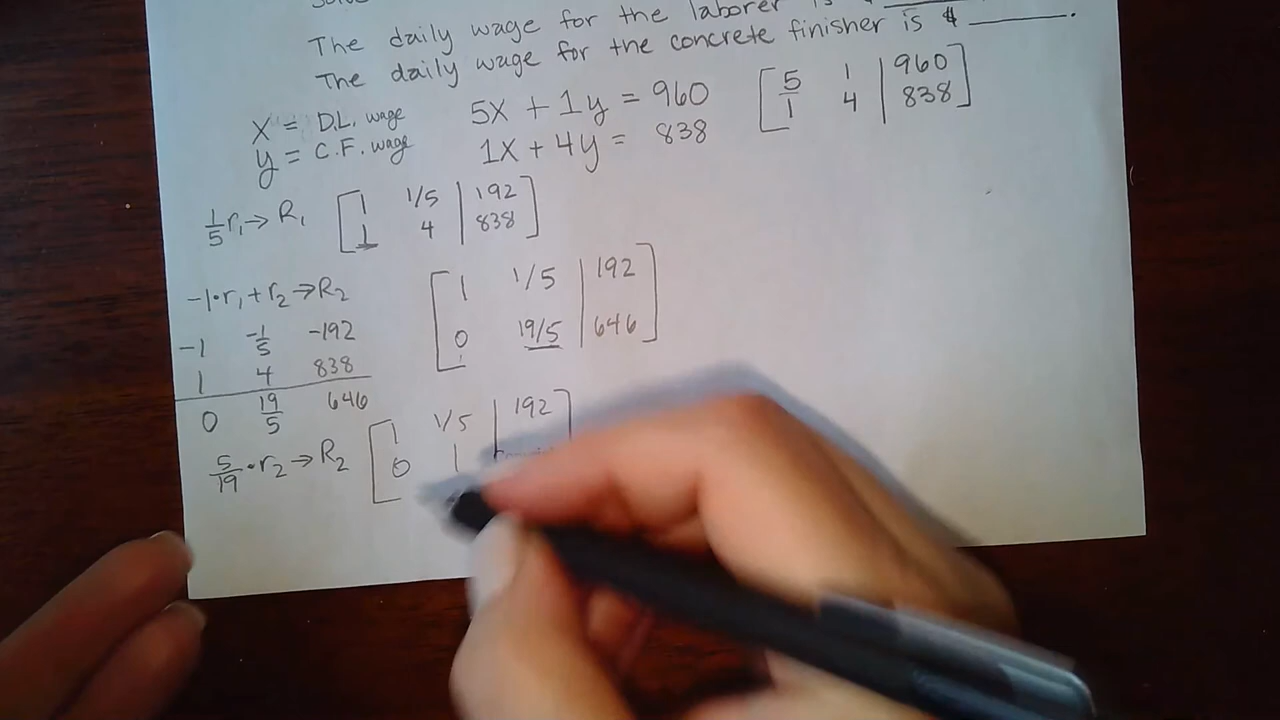 Solve
The daily wage for the laborer is $
The daily wage for the concrete finisher is $ ______.
x = D.L. wage 5x + 1y = 960 [ 5 1 | 960 ]
y = C.F. wage 1x + 4y = 838 [ 1 4 | 838 ]
1/5 r₁ → R₁ [ 1 1/5 | 192 ]
[ 1 4 | 838 ]
-1·r₁ + r₂ → R₂ [ 1 1/5 | 192 ]
-1 -1/5 -192 [ 0 19/5 | 646 ]
1 4 838
0 19/5 646
[ 1 1/5 | 192 ]
5/19 · r₂ → R₂ [ 0 1